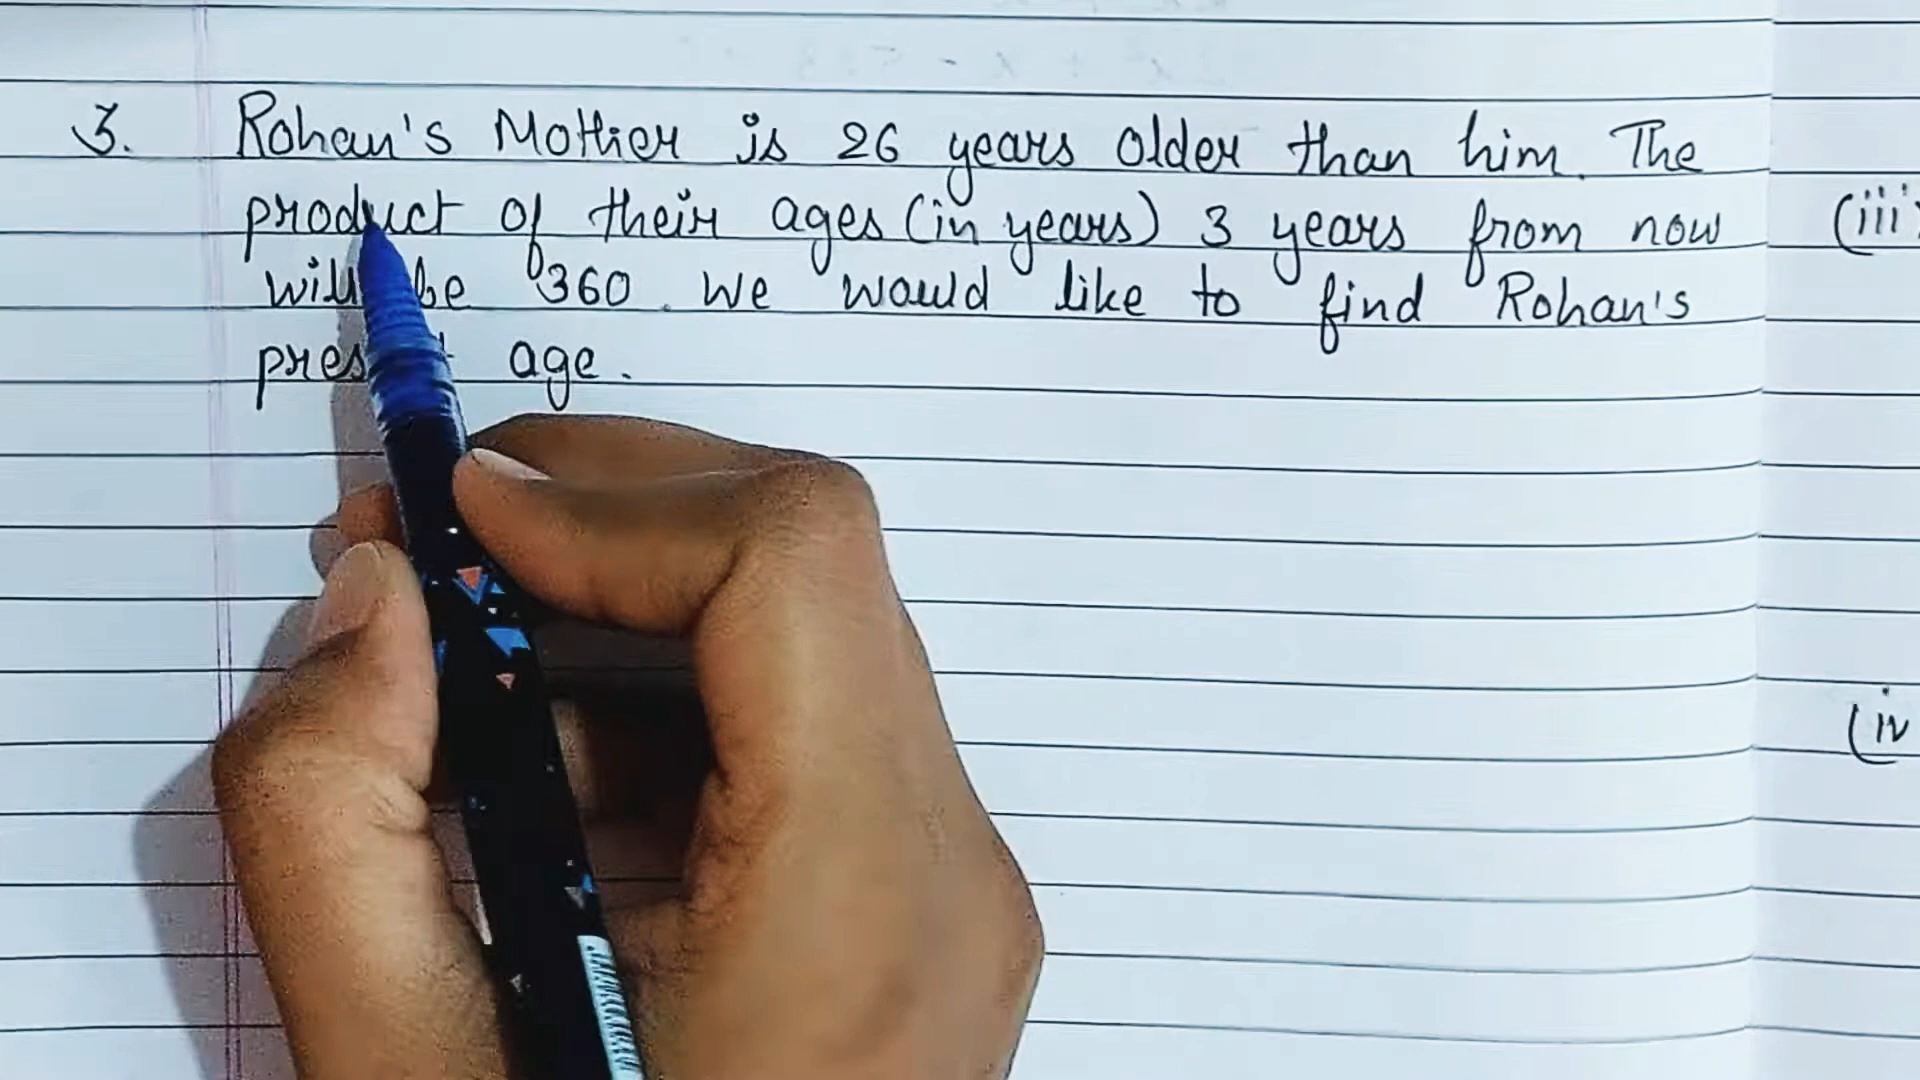 3. Rohan's Mother is 26 years older than him. The
product of their ages (in years) 3 years from now
will be 360. We would like to find Rohan's
age.
(iii)
(iv